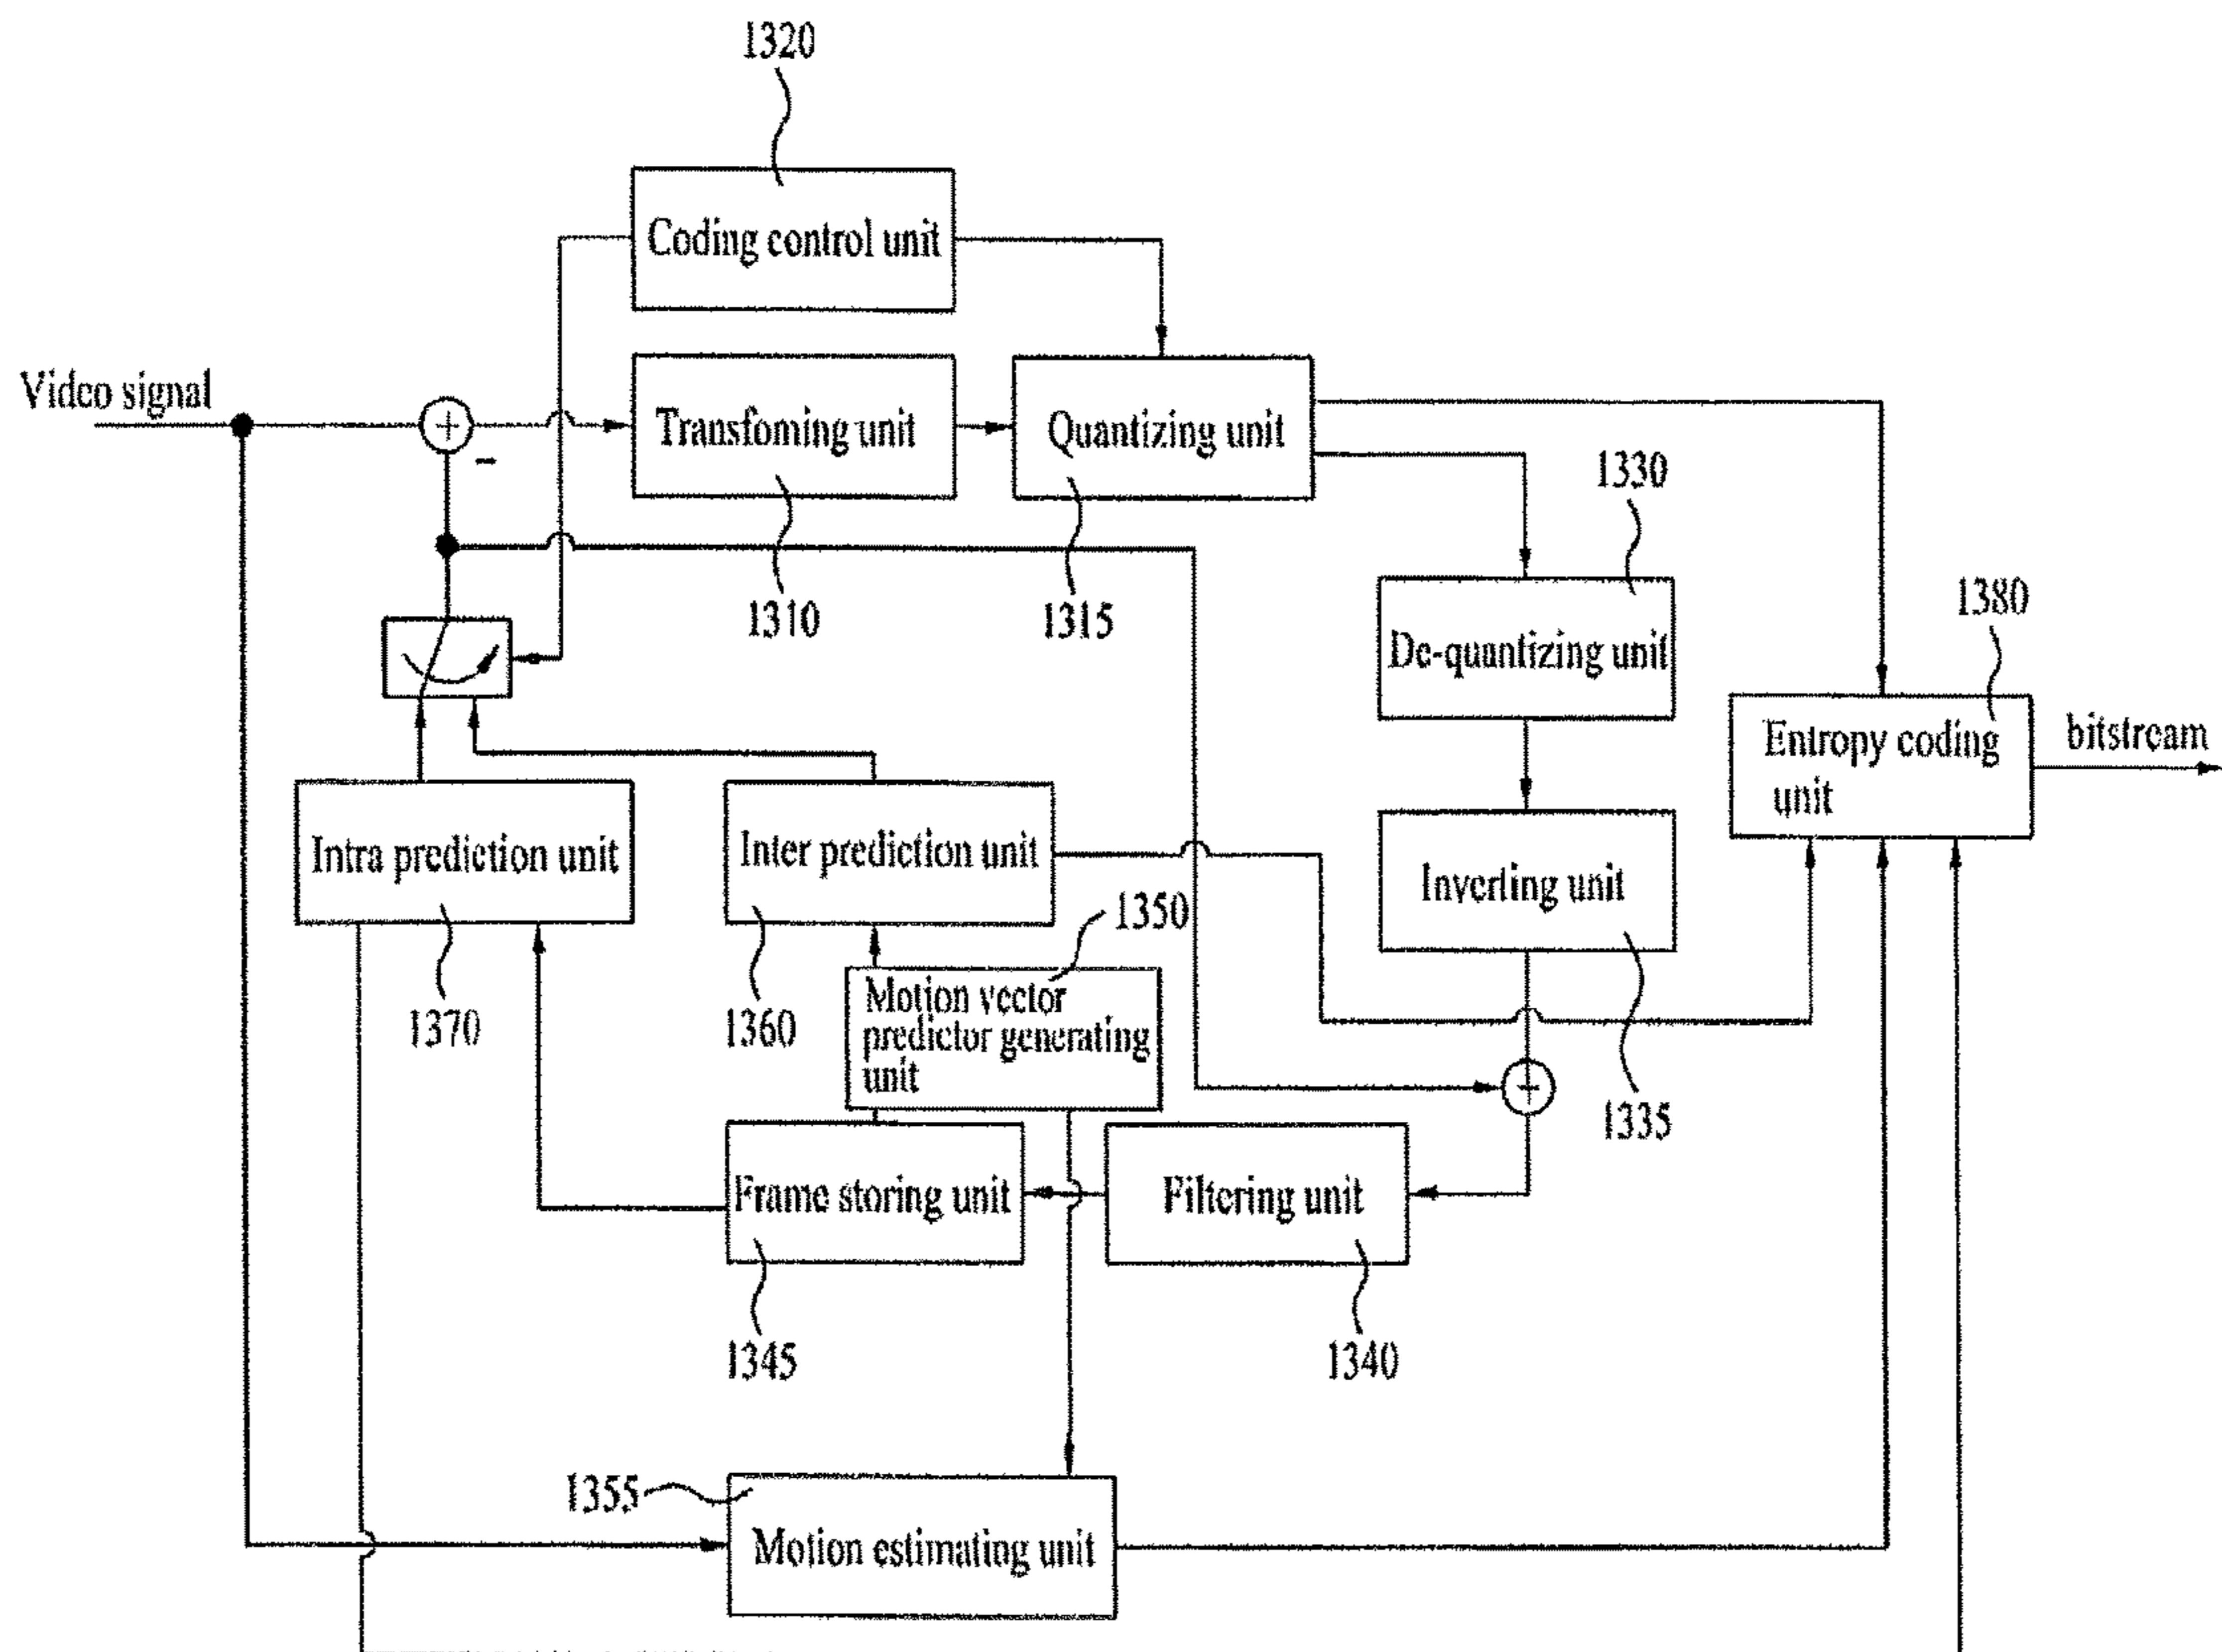 1320
Coding control unit
Video signal
+
-
Transfoming unit
Quantizing unit
1330
1310
1315
1380
De-quantizing unit
Entropy coding
unit
bitstream
Intra prediction unit
Inter prediction unit
Inverting unit
1350
1370
1360
Motion vector
predictor generating
unit
+
1335
Frame storing unit
Filtering unit
1345
1340
1355
Motion estimating unit